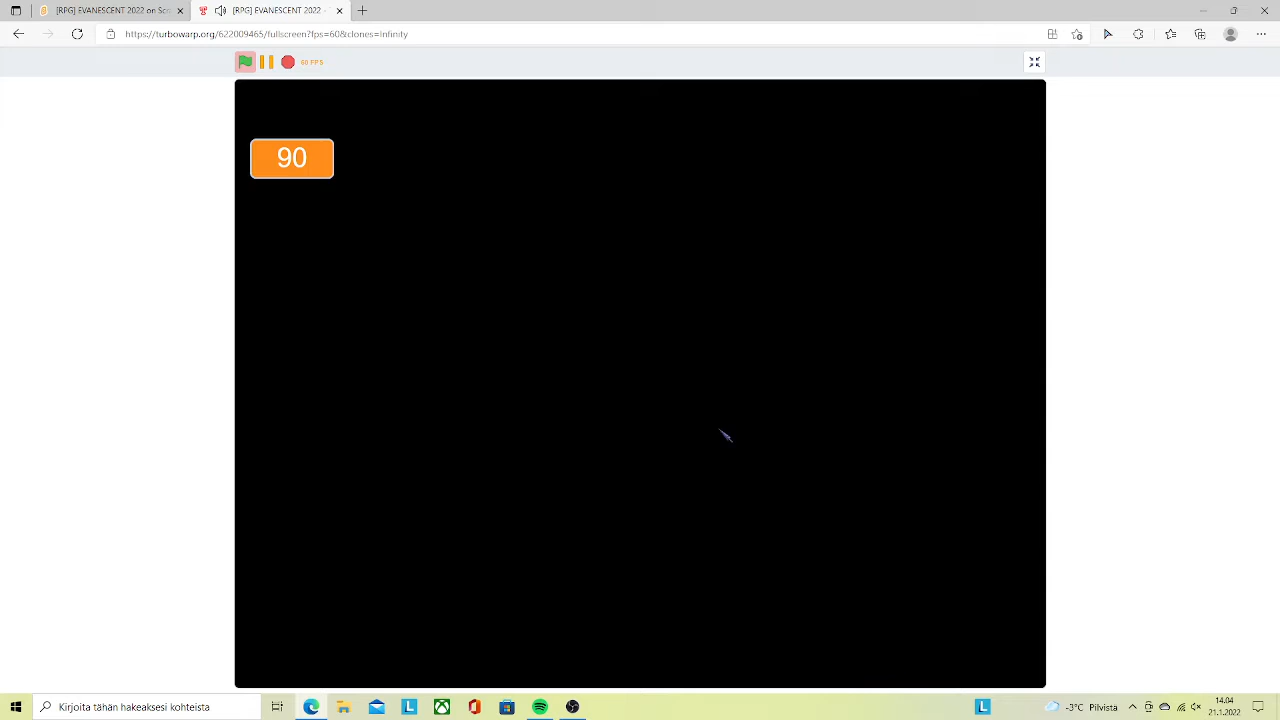 [RPG] EVANESCENT 2022 on Scr
[RPG] EVANESCENT 2022 -
https://turbowarp.org/622009465/fullscreen?fps=60&clones=Infinity
60 FPS
90
Kirjoita tähän hakeaksesi kohteista
L
L
-3°C Pilvistä
14.04
21.1.2022